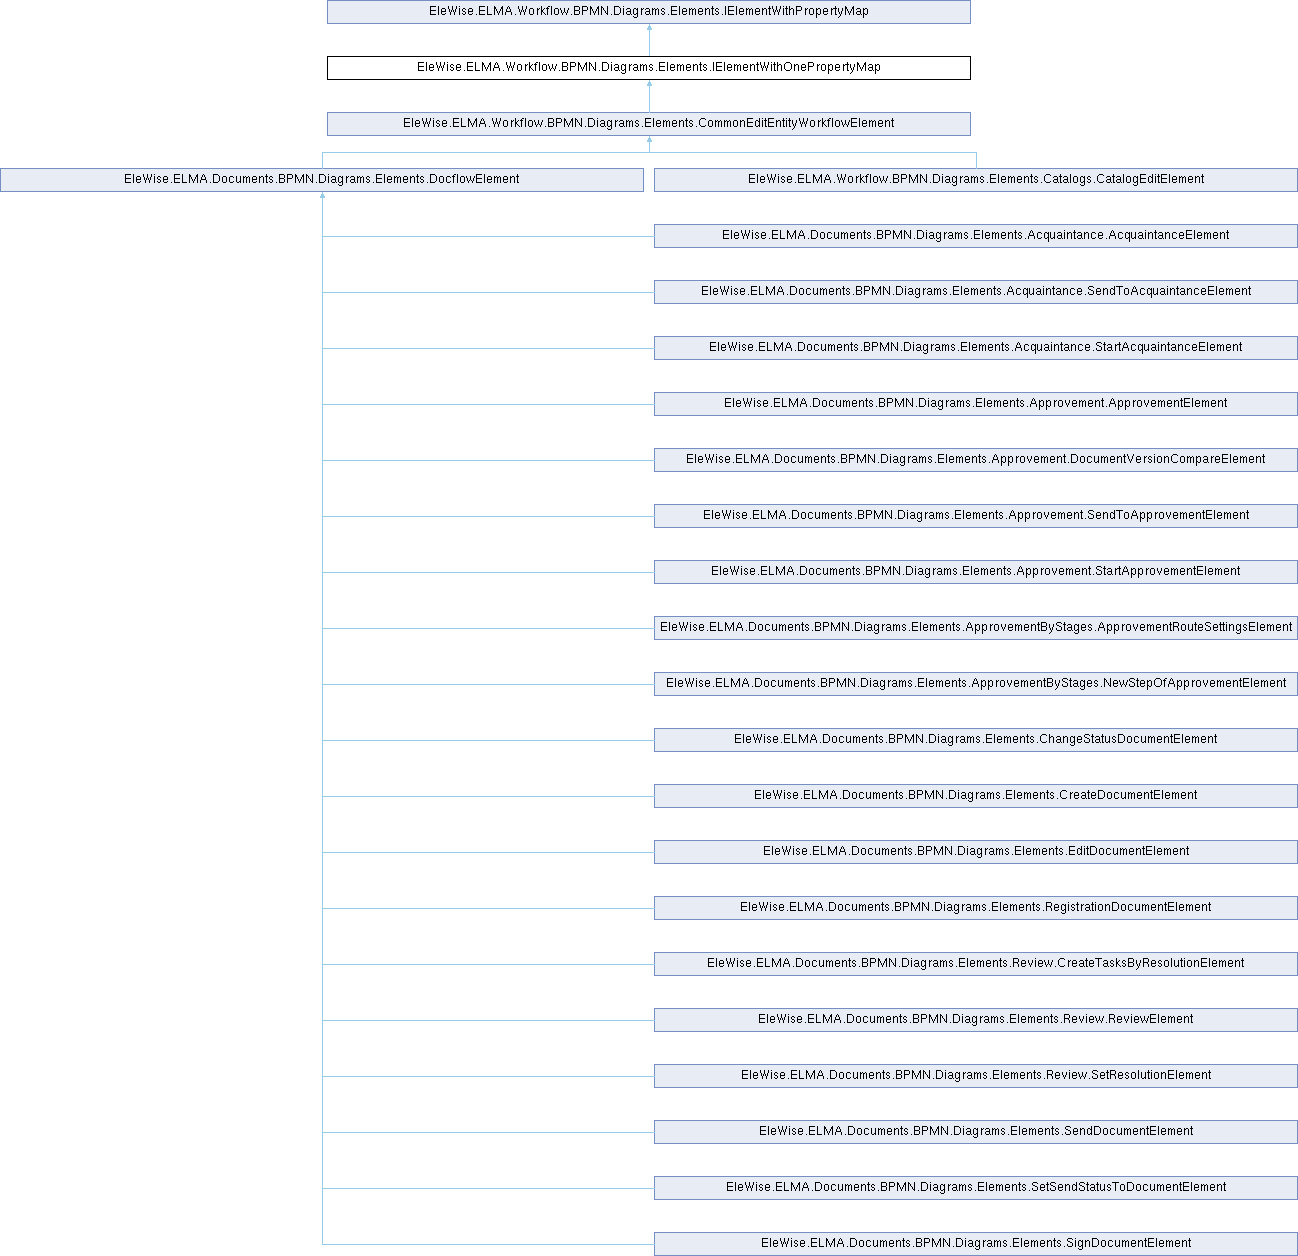 EleWise.ELMA.Workflow.BPMN.Diagrams.Elements.IElementWithPropertyMap
EleWise.ELMA.Workflow.BPMN.Diagrams.Elements.IElementWithOnePropertyMap
EleWise.ELMA.Workflow.BPMN.Diagrams.Elements.CommonEditEntityWorkflowElement
EleWise.ELMA.Documents.BPMN.Diagrams.Elements.DocflowElement
EleWise.ELMA.Workflow.BPMN.Diagrams.Elements.Catalogs.CatalogEditElement
EleWise.ELMA.Documents.BPMN.Diagrams.Elements.Acquaintance.AcquaintanceElement
EleWise.ELMA.Documents.BPMN.Diagrams.Elements.Acquaintance.SendToAcquaintanceElement
EleWise.ELMA.Documents.BPMN.Diagrams.Elements.Acquaintance.StartAcquaintanceElement
EleWise.ELMA.Documents.BPMN.Diagrams.Elements.Approvement.ApprovementElement
EleWise.ELMA.Documents.BPMN.Diagrams.Elements.Approvement.DocumentVersionCompareElement
EleWise.ELMA.Documents.BPMN.Diagrams.Elements.Approvement.SendToApprovementElement
EleWise.ELMA.Documents.BPMN.Diagrams.Elements.Approvement.StartApprovementElement
EleWise.ELMA.Documents.BPMN.Diagrams.Elements.ApprovementByStages.ApprovementRouteSettingsElement
EleWise.ELMA.Documents.BPMN.Diagrams.Elements.ApprovementByStages.NewStepOfApprovementElement
EleWise.ELMA.Documents.BPMN.Diagrams.Elements.ChangeStatusDocumentElement
EleWise.ELMA.Documents.BPMN.Diagrams.Elements.CreateDocumentElement
EleWise.ELMA.Documents.BPMN.Diagrams.Elements.EditDocumentElement
EleWise.ELMA.Documents.BPMN.Diagrams.Elements.RegistrationDocumentElement
EleWise.ELMA.Documents.BPMN.Diagrams.Elements.Review.CreateTasksByResolutionElement
EleWise.ELMA.Documents.BPMN.Diagrams.Elements.Review.ReviewElement
EleWise.ELMA.Documents.BPMN.Diagrams.Elements.Review.SetResolutionElement
EleWise.ELMA.Documents.BPMN.Diagrams.Elements.SendDocumentElement
EleWise.ELMA.Documents.BPMN.Diagrams.Elements.SetSendStatusToDocumentElement
EleWise.ELMA.Documents.BPMN.Diagrams.Elements.SignDocumentElement